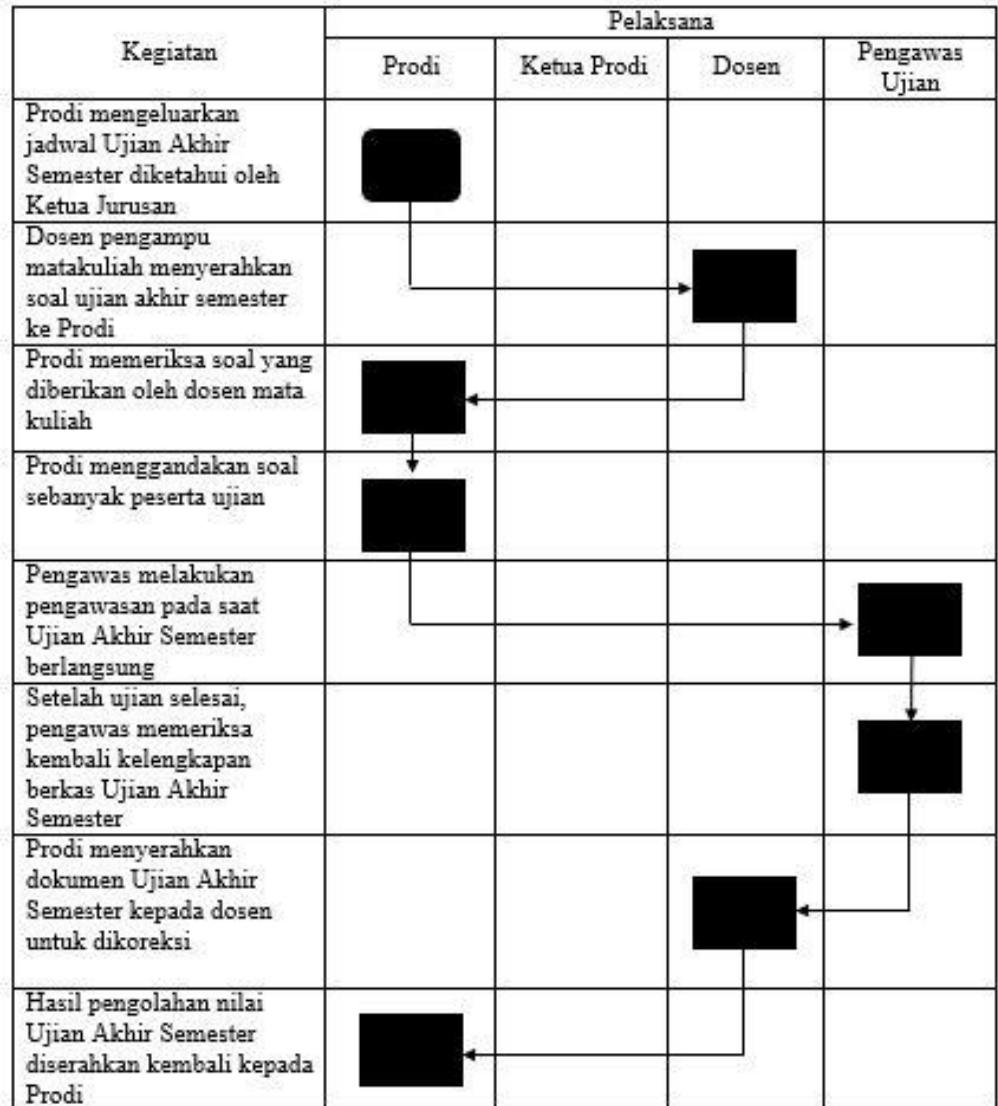 Kegiatan
Pelaksana
Prodi
Ketua Prodi
Dosen
Pengawas
Ujian
Prodi mengeluarkan
jadwal Ujian Akhir
Semester diketahui oleh
Ketua Jurusan
Dosen pengampu
matakuliah menyerahkan
soal ujian akhir semester
ke Prodi
Prodi memeriksa soal yang
diberikan oleh dosen mata
kuliah
Prodi menggandakan soal
sebanyak peserta ujian
Pengawas melakukan
pengawasan pada saat
Ujian Akhir Semester
berlangsung
Setelah ujian selesai,
pengawas memeriksa
kembali kelengkapan
berkas Ujian Akhir
Semester
Prodi menyerahkan
dokumen Ujian Akhir
Semester kepada dosen
untuk dikoreksi
Hasil pengolahan nilai
Ujian Akhir Semester
diserahkan kembali kepada
Prodi